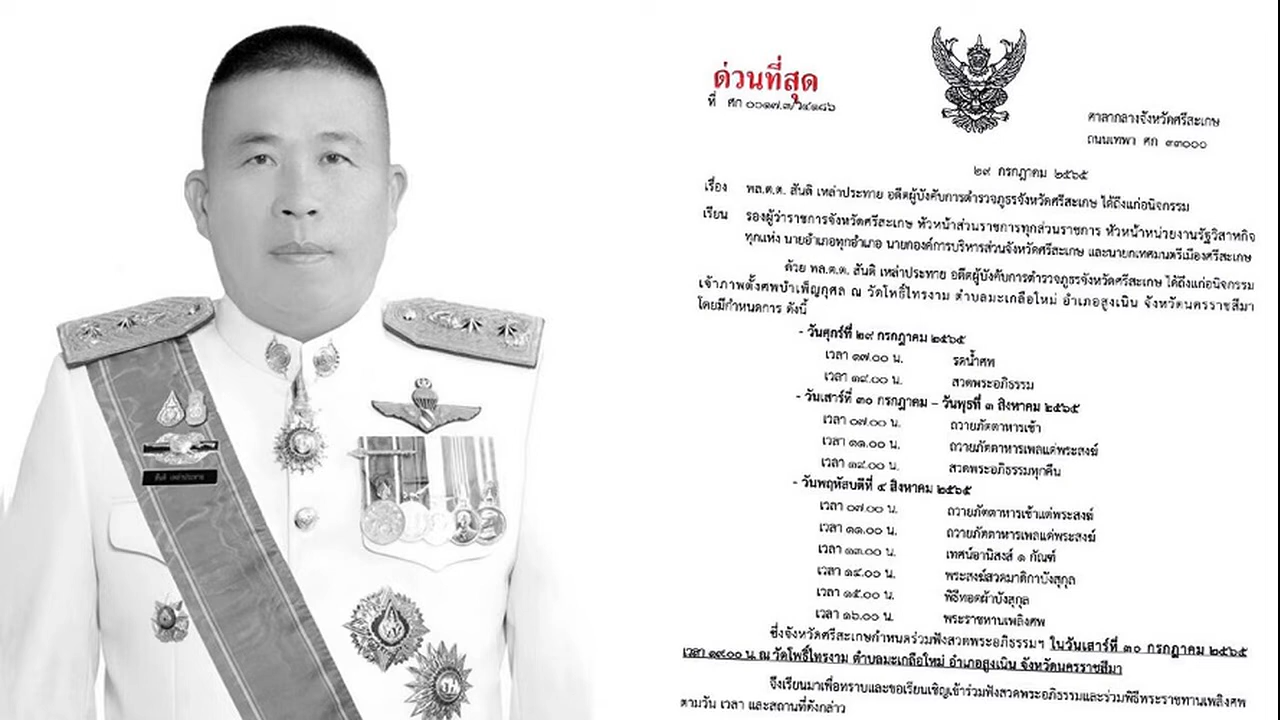 ด่วนที่สุด
ที่ ศก ๐๐๑๗.๓/ว๔๑๘๖
ศาลากลางจังหวัดศรีสะเกษ
ถนนเทพา ศก ๓๓๐๐๐
๒๙ กรกฎาคม ๒๕๖๕
เรื่อง พล.ต.ต. สันติ เหล่าประทาย อดีตผู้บังคับการตำรวจภูธรจังหวัดศรีสะเกษ ได้ถึงแก่อนิจกรรม
เรียน รองผู้ว่าราชการจังหวัดศรีสะเกษ หัวหน้าส่วนราชการทุกส่วนราชการ หัวหน้าหน่วยงานรัฐวิสาหกิจ
ทุกแห่ง นายอำเภอทุกอำเภอ นายกองค์การบริหารส่วนจังหวัดศรีสะเกษ และนายกเทศมนตรีเมืองศรีสะเกษ
ด้วย พล.ต.ต. สันติ เหล่าประทาย อดีตผู้บังคับการตำรวจภูธรจังหวัดศรีสะเกษ ได้ถึงแก่อนิจกรรม
เจ้าภาพตั้งศพบำเพ็ญกุศล ณ วัดโพธิ์ไทรงาม ตำบลมะเกลือใหม่ อำเภอสูงเนิน จังหวัดนครราชสีมา
โดยมีกำหนดการ ดังนี้
- วันศุกร์ที่ ๒๙ กรกฎาคม ๒๕๖๕
เวลา ๑๗.๐๐ น. รดน้ำศพ
เวลา ๑๙.๐๐ น. สวดพระอภิธรรม
- วันเสาร์ที่ ๓๐ กรกฎาคม – วันพุธที่ ๓ สิงหาคม ๒๕๖๕
เวลา ๐๗.๐๐ น. ถวายภัตตาหารเช้า
เวลา ๑๑.๐๐ น. ถวายภัตตาหารเพลแด่พระสงฆ์
เวลา ๑๙.๐๐ น. สวดพระอภิธรรมทุกคืน
- วันพฤหัสบดีที่ ๔ สิงหาคม ๒๕๖๕
เวลา ๐๗.๐๐ น. ถวายภัตตาหารเช้าแด่พระสงฆ์
เวลา ๑๑.๐๐ น. ถวายภัตตาหารเพลแด่พระสงฆ์
เวลา ๑๓.๐๐ น. เทศน์อานิสงส์ ๑ กัณฑ์
เวลา ๑๔.๐๐ น. พระสงฆ์สวดมาติกาบังสุกุล
เวลา ๑๕.๐๐ น. พิธีทอดผ้าบังสุกุล
เวลา ๑๖.๐๐ น. พระราชทานเพลิงศพ
ซึ่งจังหวัดศรีสะเกษกำหนดร่วมฟังสวดพระอภิธรรมฯ ในวันเสาร์ที่ ๓๐ กรกฎาคม ๒๕๖๕
เวลา ๑๙.๐๐ น. ณ วัดโพธิ์ไทรงาม ตำบลมะเกลือใหม่ อำเภอสูงเนิน จังหวัดนครราชสีมา
จึงเรียนมาเพื่อทราบและขอเรียนเชิญเข้าร่วมฟังสวดพระอภิธรรมและร่วมพิธีพระราชทานเพลิงศพ
ตามวัน เวลา และสถานที่ดังกล่าว
สันติ เหล่าประทาย